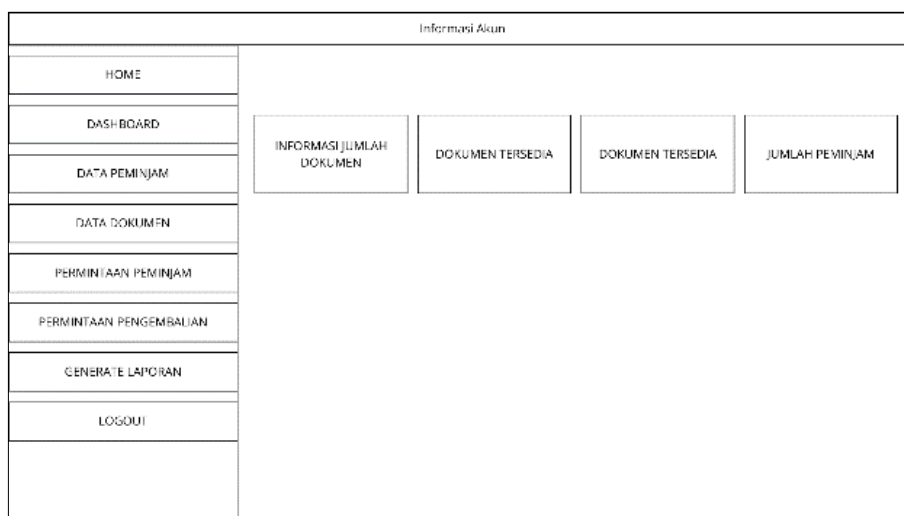 Informasi Akun
HOME
DASHBOARD
DATA PEMINJAM
DATA DOKUMEN
PERMINTAAN PEMINJAM
PERMINTAAN PENGEMBALIAN
GENERATE LAPORAN
LOGOUT
INFORMASI JUMLAH
DOKUMEN
DOKUMEN TERSEDIA
DOKUMEN TERSEDIA
JUMLAH PEMINJAM